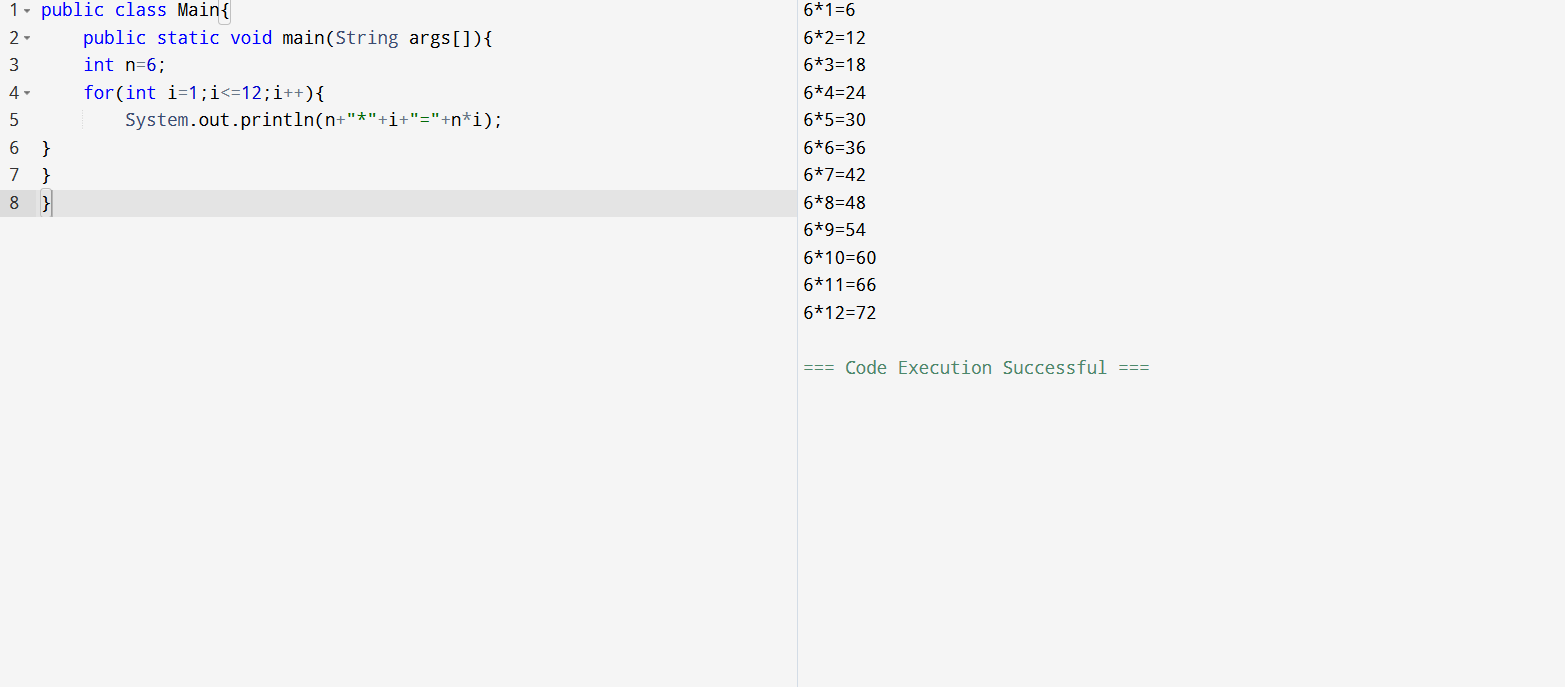 1 public class Main{
2     public static void main(String args[]){
3     int n=6;
4     for(int i=1;i<=12;i++){
5         System.out.println(n+"*"+i+"="+n*i);
6 }
7 }
8 }
6*1=6
6*2=12
6*3=18
6*4=24
6*5=30
6*6=36
6*7=42
6*8=48
6*9=54
6*10=60
6*11=66
6*12=72
=== Code Execution Successful ===